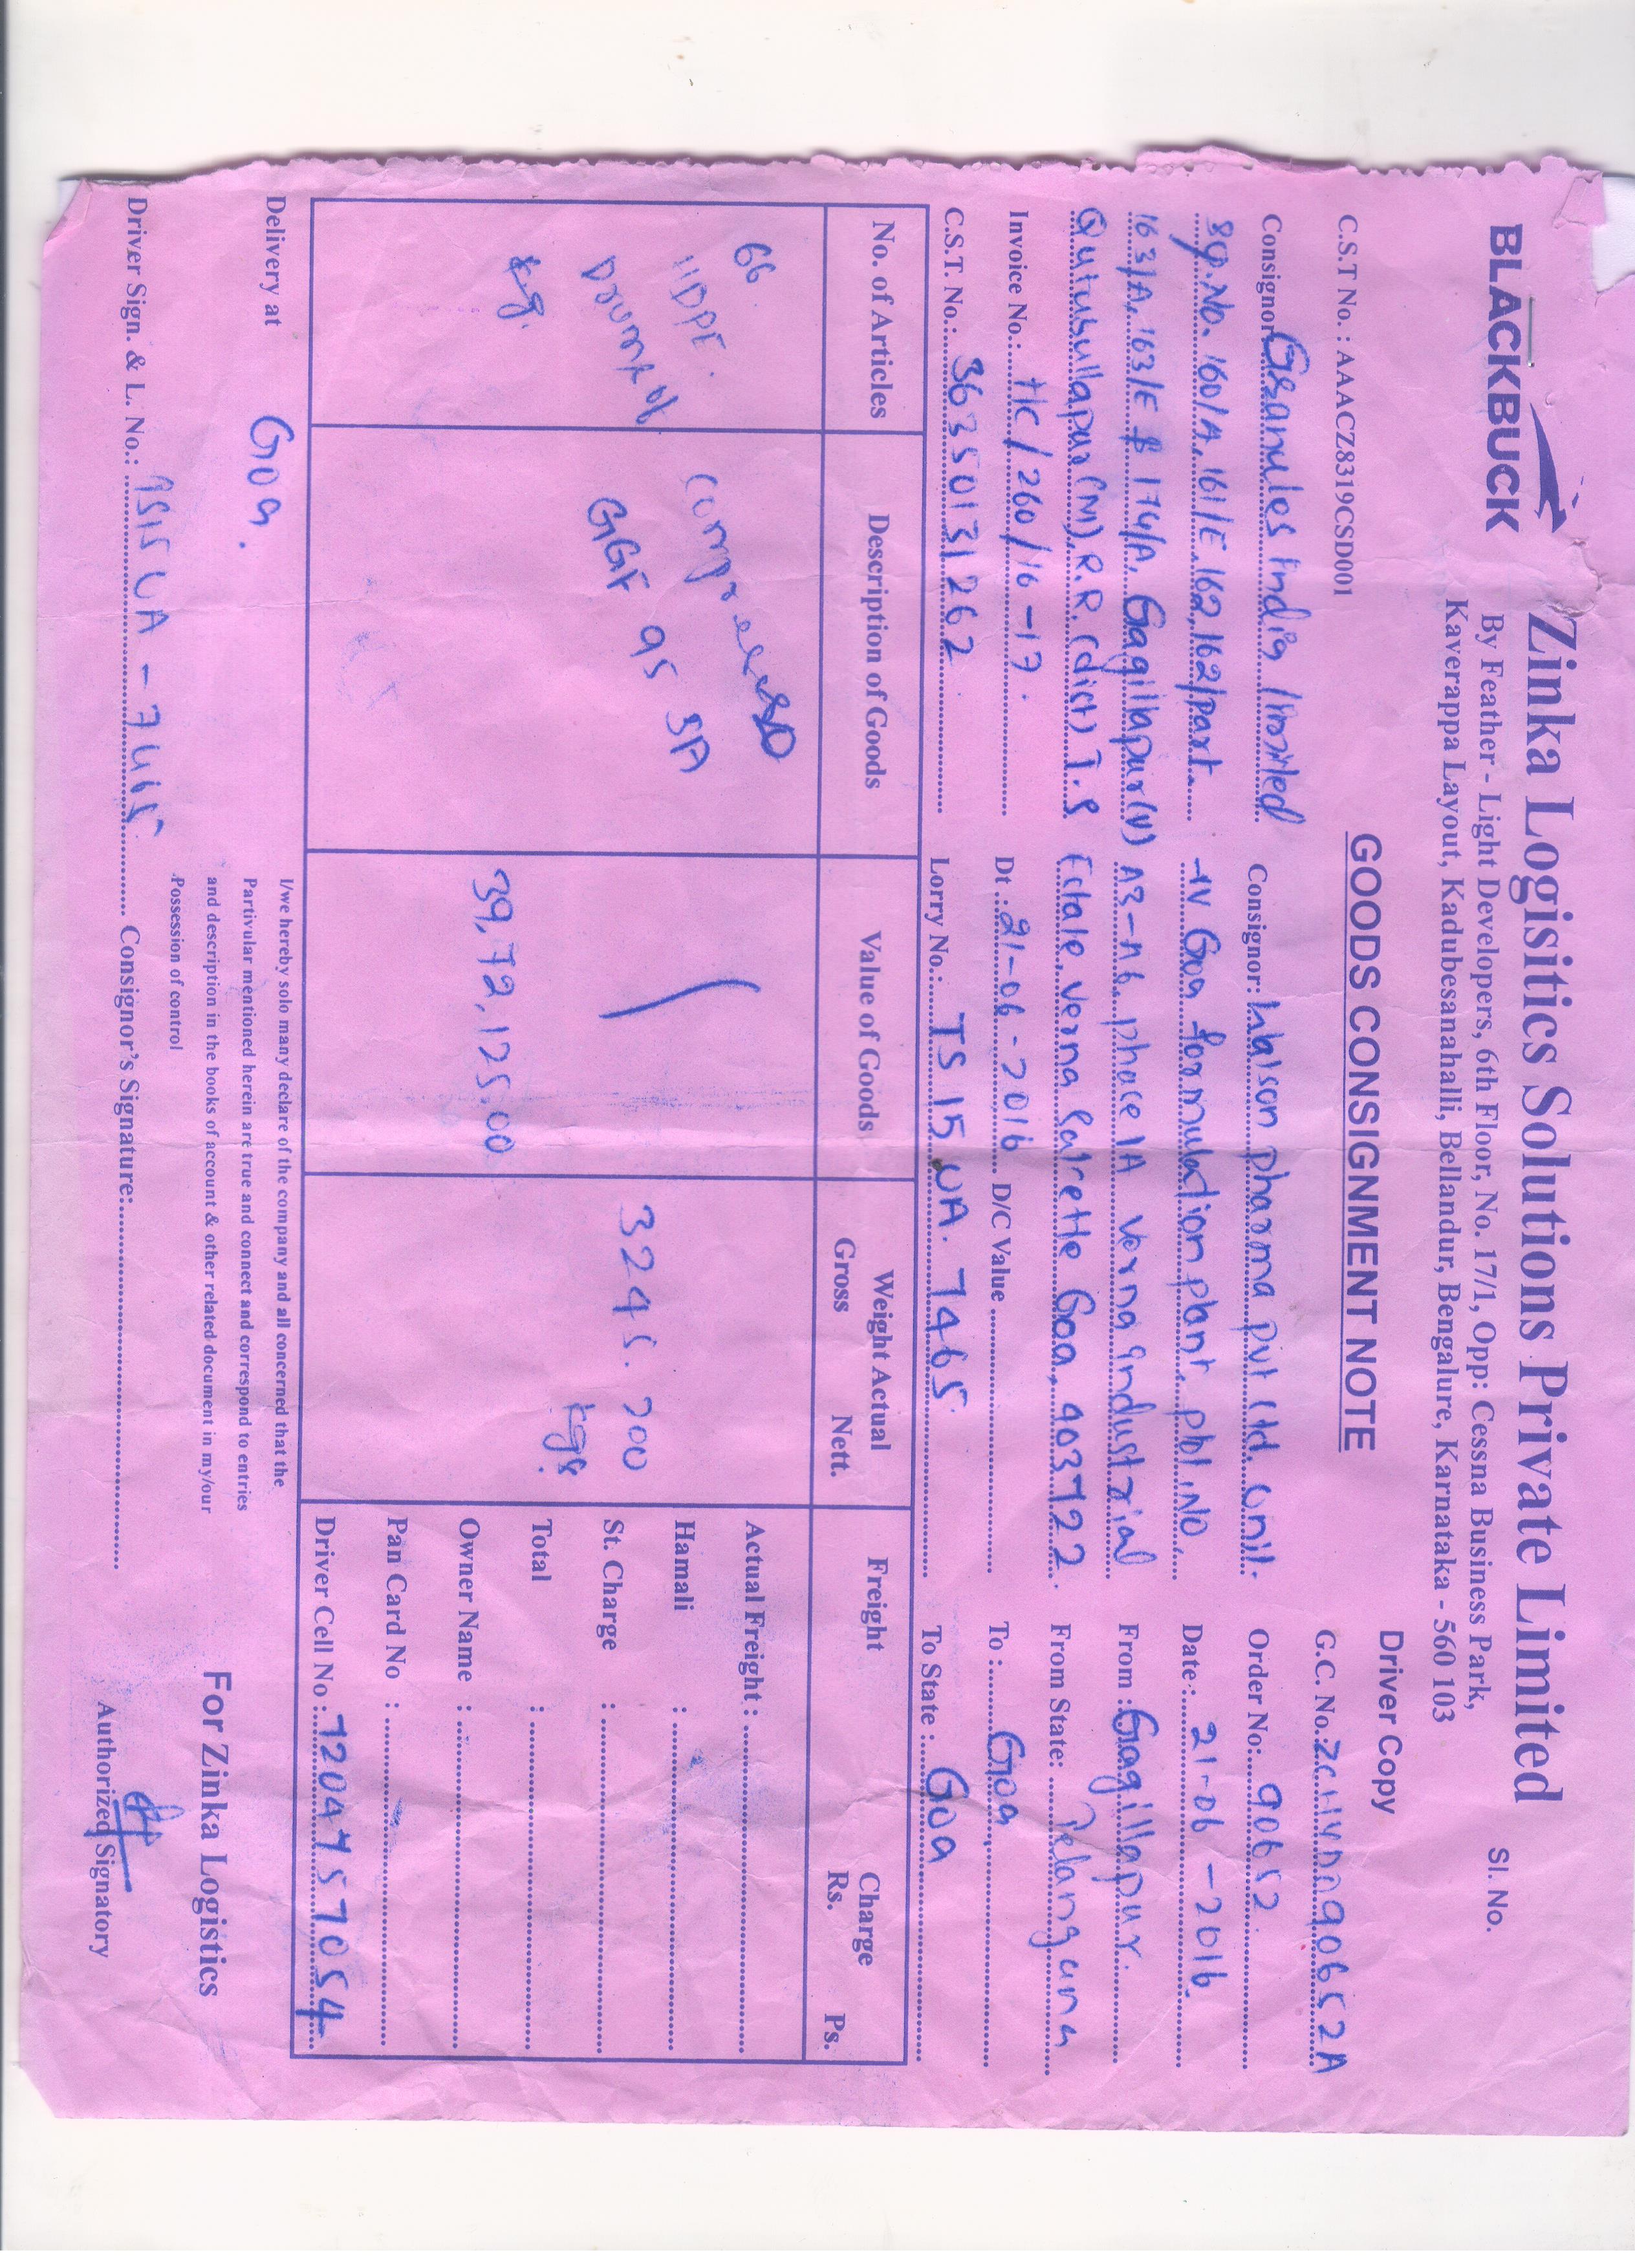 BLACKBUCK
Zinka Logisitics Solutions Private Limited
By Feather - Light Developers, 6th Floor, No. 17/1, Opp: Cessna Business Park,
Kaverappa Layout, Kadubesanahalli, Bellandur, Bengalure, Karnataka - 560 103
Sl. No.
Driver Copy
GOODS CONSIGNMENT NOTE
C.S.T No. : AAACZ8319CSD001
G.C. No.: ZCHYDD90652A
Consignor: Granules India limited
Consignor: Watson pharma pvt Ltd. Unit.
Order No: 90652
Sy.No. 160/A, 161/E, 162, 162/part.
-IV Goa formulation plant, plot.NO,
Date : 21-06-2016.
163/A, 163/E & 174/A, Gagillapur(V)
A3-A6, phase 1A Verna industrial
From : Gagillapur.
Qutubullapur(M), R.R. (dist) T.S
Estate, Verna Salcette Goa, 403722.
From State: Telangana
Invoice No.: HC/260/16-17.
Dt .: 21-06-2016 D/C Value
To : Goa
C.S.T. No.: 36350131262
Lorry No.: TS 15 UA. 7465
To State : Goa
No. of Articles
Description of Goods
Value of Goods
Weight Actual
Gross Nett.
Freight Charge
Rs. Ps.
66
HDPE.
Drums of
kg.
compressed
GGF 95 SA
39,72,125.00
3245. 700
kgs.
Actual Freight :
Hamali :
St. Charge :
Total :
Owner Name :
Pan Card No :
Driver Cell No : 7204757054
Delivery at Goa.
I/we hereby solo many declare of the company and all concerned that the
Partivular mentioned herein are true and connect and correspond to entries
and description in the books of account & other related document in my/our
Possession of control
For Zinka Logistics
Driver Sign. & L. No.: TS15 UA - 7465
Consignor's Signature:
Authorized Signatory